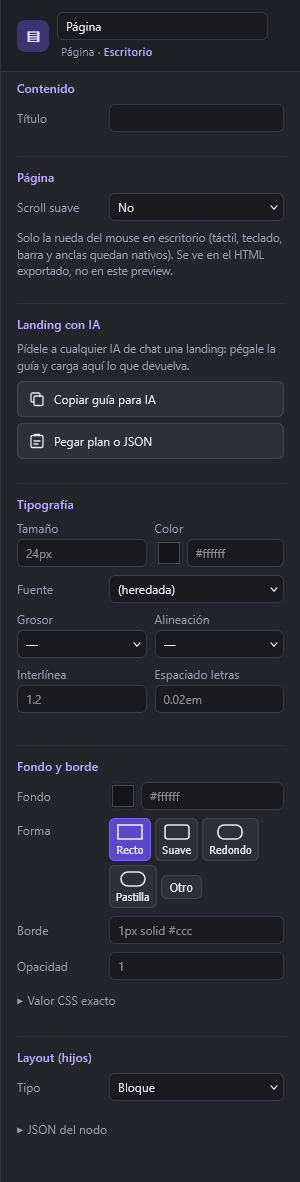 Página
Página · Escritorio
Contenido
Título
Página
Scroll suave
No
Solo la rueda del mouse en escritorio (táctil, teclado,
barra y anclas quedan nativos). Se ve en el HTML
exportado, no en este preview.
Landing con IA
Pídele a cualquier IA de chat una landing: pégale la
guía y carga aquí lo que devuelva.
Copiar guía para IA
Pegar plan o JSON
Tipografía
Tamaño Color
24px #ffffff
Fuente (heredada)
Grosor Alineación
— —
Interlínea Espaciado letras
1.2 0.02em
Fondo y borde
Fondo #ffffff
Forma
Recto Suave Redondo
Pastilla Otro
Borde 1px solid #ccc
Opacidad 1
▸ Valor CSS exacto
Layout (hijos)
Tipo Bloque
▸ JSON del nodo